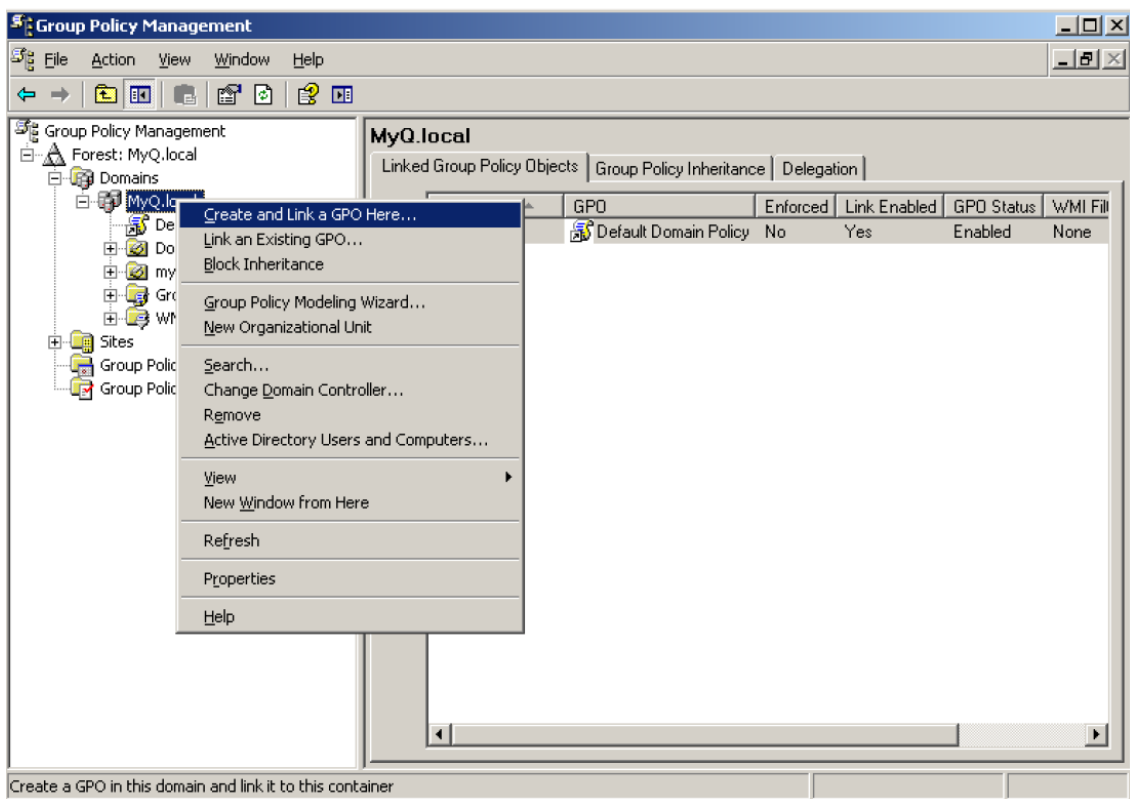 Group Policy Management
File Action View Window Help
Group Policy Management
Forest: MyQ.local
Domains
MyQ.lo
De
Do
my
Gro
WM
Sites
Group Polic
Group Polic
Create and Link a GPO Here...
Link an Existing GPO...
Block Inheritance
Group Policy Modeling Wizard...
New Organizational Unit
Search...
Change Domain Controller...
Remove
Active Directory Users and Computers...
View
New Window from Here
Refresh
Properties
Help
MyQ.local
Linked Group Policy Objects Group Policy Inheritance Delegation
GPO Enforced Link Enabled GPO Status WMI Filt
Default Domain Policy No Yes Enabled None
Create a GPO in this domain and link it to this container